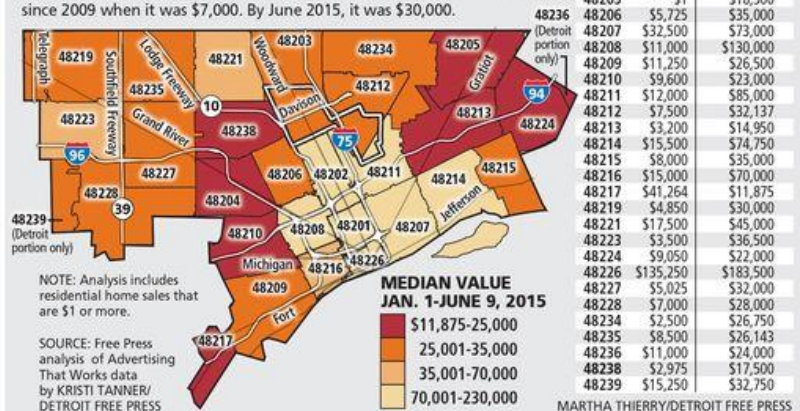 since 2009 when it was $7,000. By June 2015, it was $30,000.
48236
(Detroit
portion
only)
Telegraph
48219
Southfield Freeway
48235
Lodge Freeway
48221
Woodward
48203
48234
48205
Gratiot
48212
Davison
10
48223
Grand River
48238
75
94
48213
48224
96
48227
48206
48202
48211
48214
48215
48228
39
48204
Jefferson
48239
(Detroit
portion only)
48210
48208
48201
48207
Michigan
48216
48226
48209
Fort
48217
NOTE: Analysis includes
residential home sales that
are $1 or more.
SOURCE: Free Press
analysis of Advertising
That Works data
by KRISTI TANNER/
DETROIT FREE PRESS
MEDIAN VALUE
JAN. 1-JUNE 9, 2015
$11,875-25,000
25,001-35,000
35,001-70,000
70,001-230,000
48206 $5,725 $35,000
48207 $32,500 $73,000
48208 $11,000 $130,000
48209 $11,250 $26,500
48210 $9,600 $23,000
48211 $12,000 $85,000
48212 $7,500 $32,137
48213 $3,200 $14,950
48214 $15,500 $74,750
48215 $8,000 $35,000
48216 $15,000 $70,000
48217 $41,264 $11,875
48219 $4,850 $30,000
48221 $17,500 $45,000
48223 $3,500 $36,500
48224 $9,050 $22,000
48226 $135,250 $183,500
48227 $5,025 $32,000
48228 $7,000 $28,000
48234 $2,500 $26,750
48235 $8,500 $26,143
48236 $11,000 $24,000
48238 $2,975 $17,500
48239 $15,250 $32,750
MARTHA THIERRY/DETROIT FREE PRESS